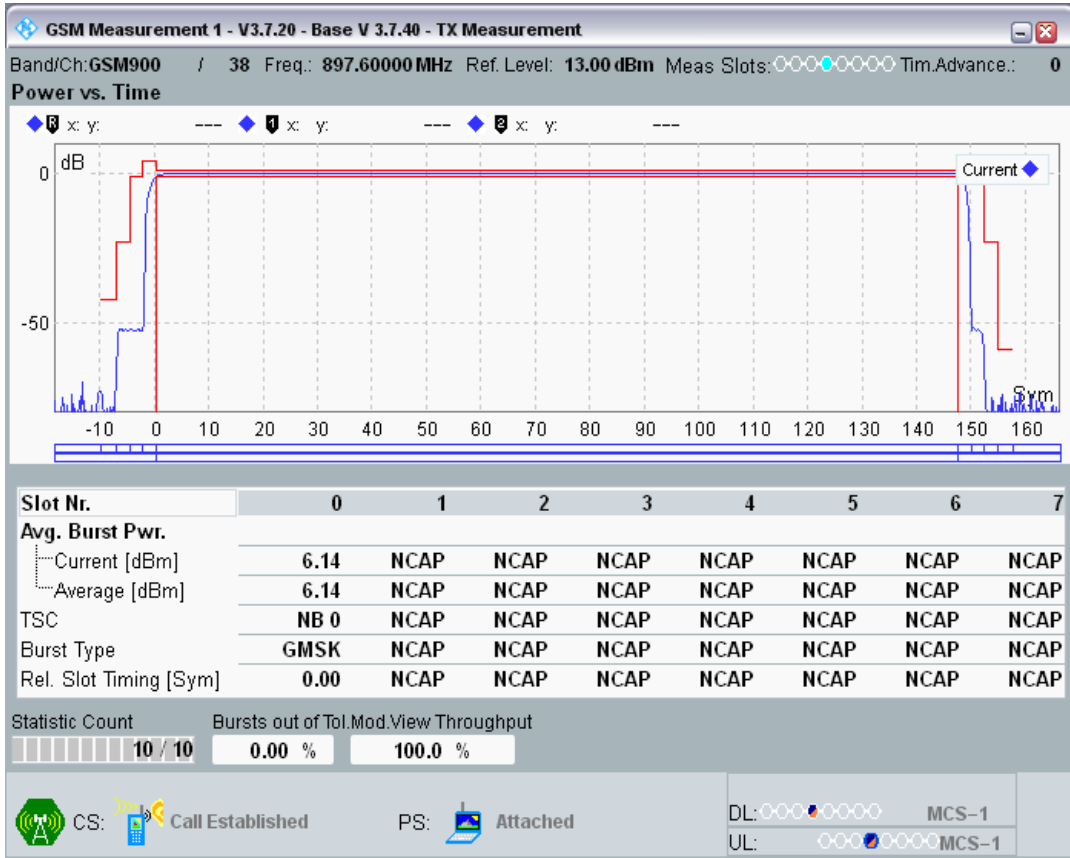 GSM Measurement 1 - V3.7.20 - Base V 3.7.40 - TX Measurement
Band/Ch:GSM900 / 38 Freq.: 897.60000 MHz Ref. Level: 13.00 dBm Meas Slots: Tim.Advance.: 0
Power vs. Time
R x: y: --- 1 x: y: --- 2 x: y: ---
dB
0
Current
-50
Sym
-10 0 10 20 30 40 50 60 70 80 90 100 110 120 130 140 150 160
Slot Nr. 0 1 2 3 4 5 6 7
Avg. Burst Pwr.
Current [dBm] 6.14 NCAP NCAP NCAP NCAP NCAP NCAP NCAP
Average [dBm] 6.14 NCAP NCAP NCAP NCAP NCAP NCAP NCAP
TSC NB 0 NCAP NCAP NCAP NCAP NCAP NCAP NCAP
Burst Type GMSK NCAP NCAP NCAP NCAP NCAP NCAP NCAP
Rel. Slot Timing [Sym] 0.00 NCAP NCAP NCAP NCAP NCAP NCAP NCAP
Statistic Count Bursts out of Tol.Mod.View Throughput
10 / 10 0.00 % 100.0 %
CS: Call Established PS: Attached
DL: MCS-1
UL: MCS-1